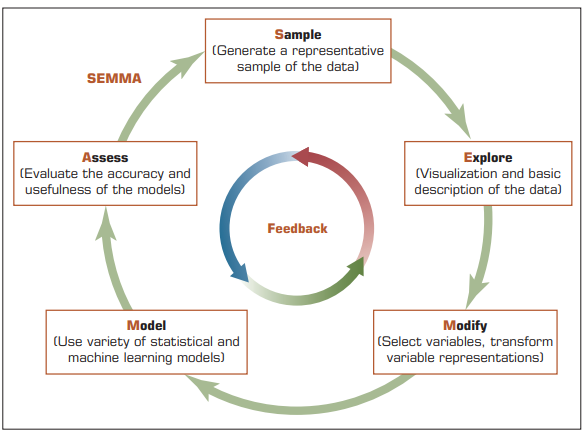 Sample
(Generate a representative
sample of the data)
SEMMA
Assess
(Evaluate the accuracy and
usefulness of the models)
Explore
(Visualization and basic
description of the data)
Feedback
Model
(Use variety of statistical and
machine learning models)
Modify
(Select variables, transform
variable representations)